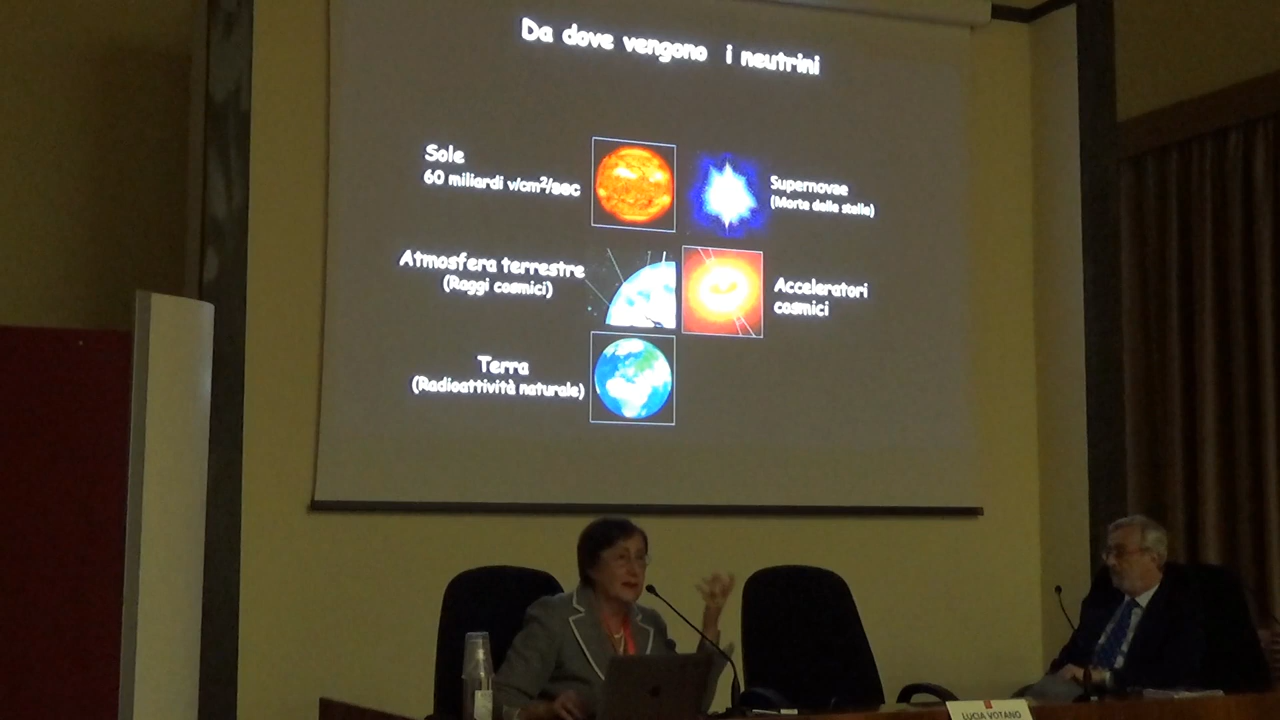 Da dove vengono i neutrini
Sole
60 miliardi ν/cm²/sec
Supernovae
(Morte delle stelle)
Atmosfera terrestre
(Raggi cosmici)
Acceleratori
cosmici
Terra
(Radioattività naturale)
LUCIA VOTANO